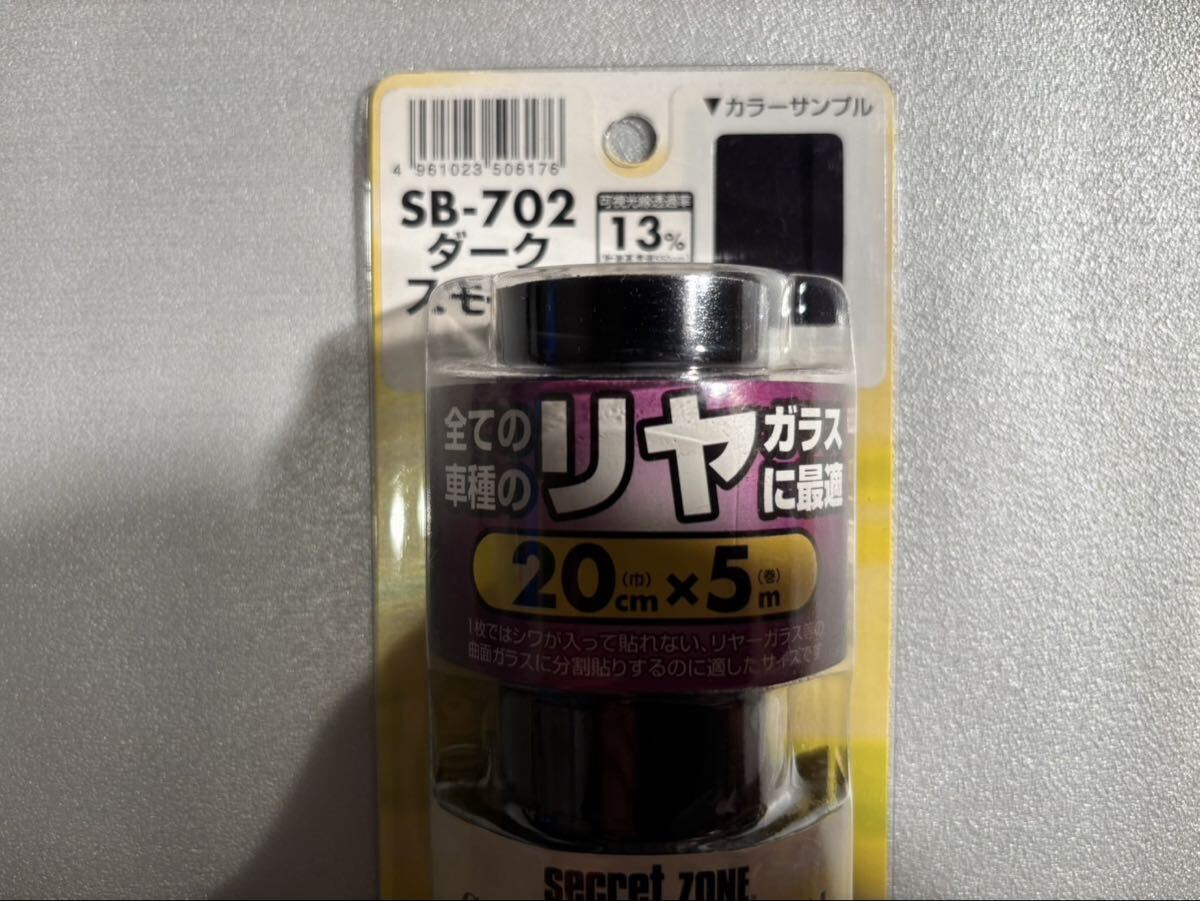 ▼カラーサンプル
4 961023 506176
SB-702
ダーク
スモ
可視光線透過率
13%
全ての
車種の
リヤ
ガラス
に最適
20cm(巾)×5m(巻)
1枚ではシワが入って貼れない、リヤーガラス等の
曲面ガラスに分割貼りするのに適したサイズです
secret ZONE